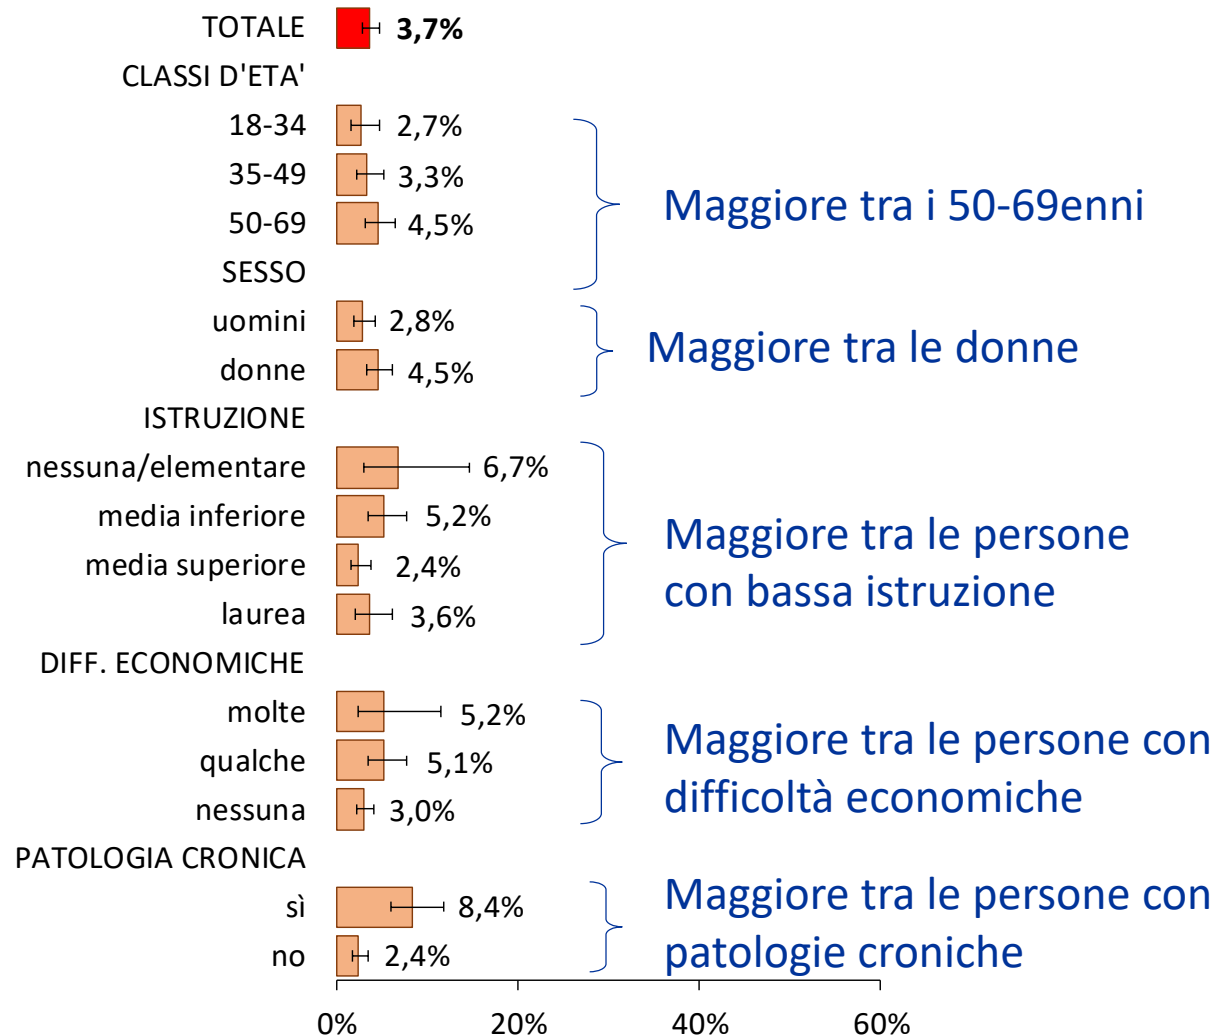 TOTALE 3,7%
CLASSI D'ETA'
18-34 2,7%
35-49 3,3%
50-69 4,5%
Maggiore tra i 50-69enni
SESSO
uomini 2,8%
donne 4,5%
Maggiore tra le donne
ISTRUZIONE
nessuna/elementare 6,7%
media inferiore 5,2%
media superiore 2,4%
laurea 3,6%
Maggiore tra le persone
con bassa istruzione
DIFF. ECONOMICHE
molte 5,2%
qualche 5,1%
nessuna 3,0%
Maggiore tra le persone con
difficoltà economiche
PATOLOGIA CRONICA
sì 8,4%
no 2,4%
Maggiore tra le persone con
patologie croniche
0% 20% 40% 60%